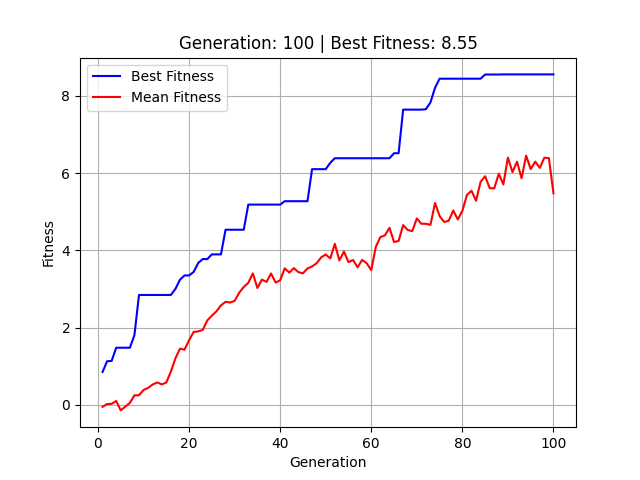 Generation: 100 | Best Fitness: 8.55
Best Fitness
Mean Fitness
Fitness
8
6
4
2
0
0 20 40 60 80 100
Generation